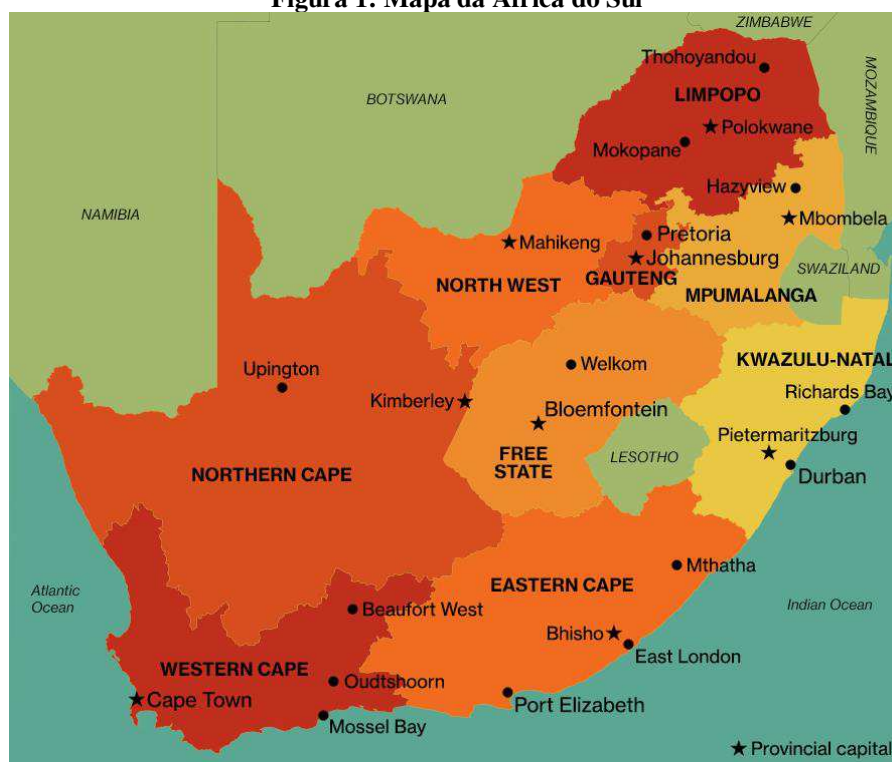 Figura 1: Mapa da África do Sul
ZIMBABWE
Thohoyandou
MOZAMBIQUE
LIMPOPO
BOTSWANA
Polokwane
Mokopane
Hazyview
NAMIBIA
Mbombela
Pretoria
Mahikeng
Johannesburg
SWAZILAND
GAUTENG
NORTH WEST
MPUMALANGA
Welkom
KWAZULU-NATAL
Upington
Richards Bay
Kimberley
Bloemfontein
Pietermaritzburg
FREE
STATE
LESOTHO
NORTHERN CAPE
Durban
Mthatha
EASTERN CAPE
Atlantic
Ocean
Indian Ocean
Beaufort West
Bhisho
East London
WESTERN CAPE
Oudtshoorn
Cape Town
Port Elizabeth
Mossel Bay
Provincial capital